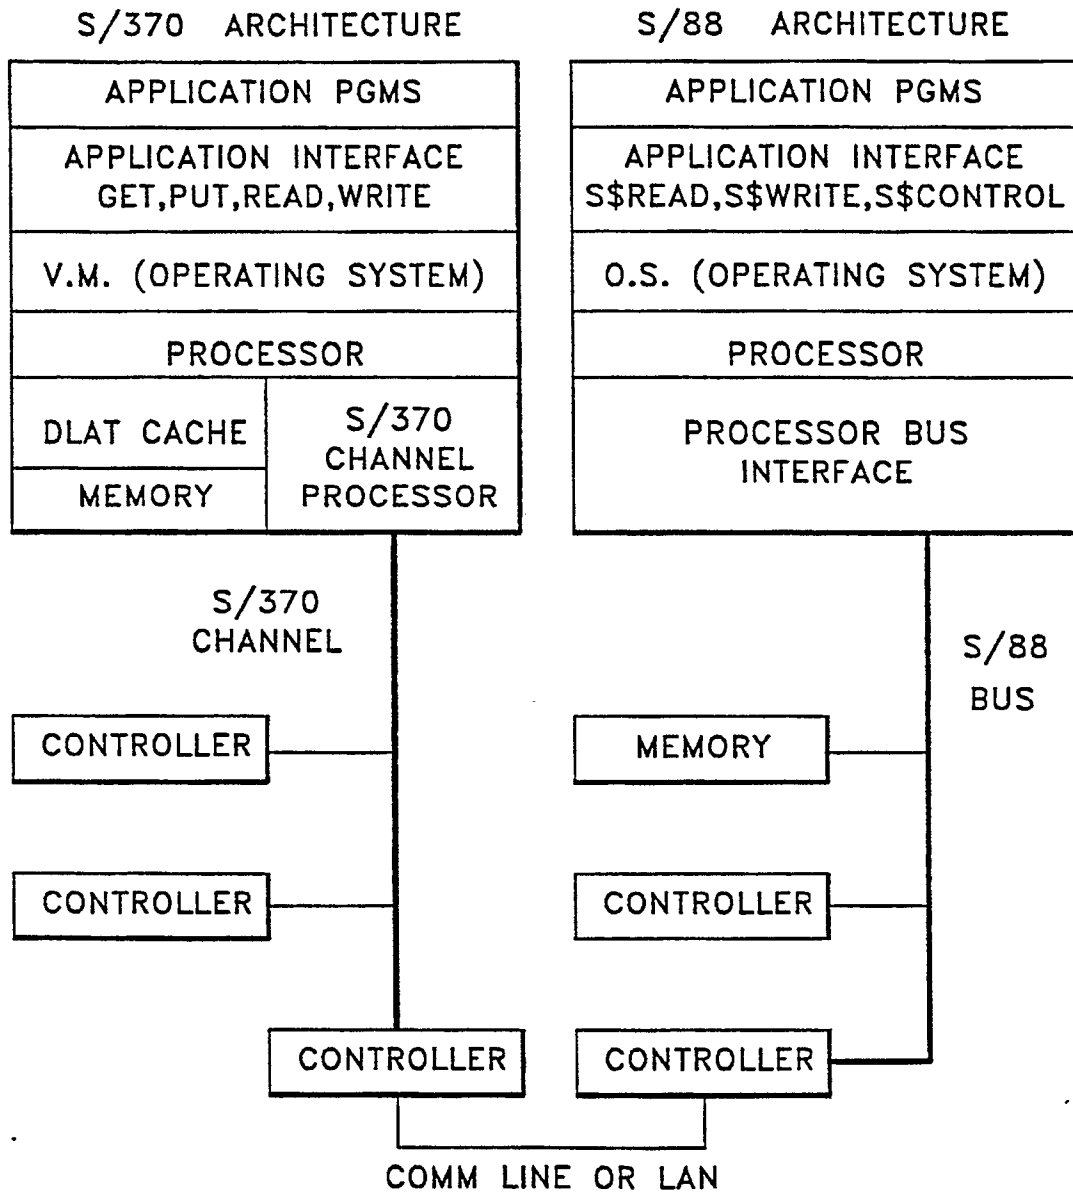 S/370 ARCHITECTURE
APPLICATION PGMS
APPLICATION INTERFACE
GET,PUT,READ,WRITE
V.M. (OPERATING SYSTEM)
PROCESSOR
DLAT CACHE
MEMORY
S/370
CHANNEL
PROCESSOR
S/370
CHANNEL
CONTROLLER
CONTROLLER
CONTROLLER
S/88 ARCHITECTURE
APPLICATION PGMS
APPLICATION INTERFACE
S$READ,S$WRITE,S$CONTROL
O.S. (OPERATING SYSTEM)
PROCESSOR
PROCESSOR BUS
INTERFACE
S/88
BUS
MEMORY
CONTROLLER
CONTROLLER
COMM LINE OR LAN